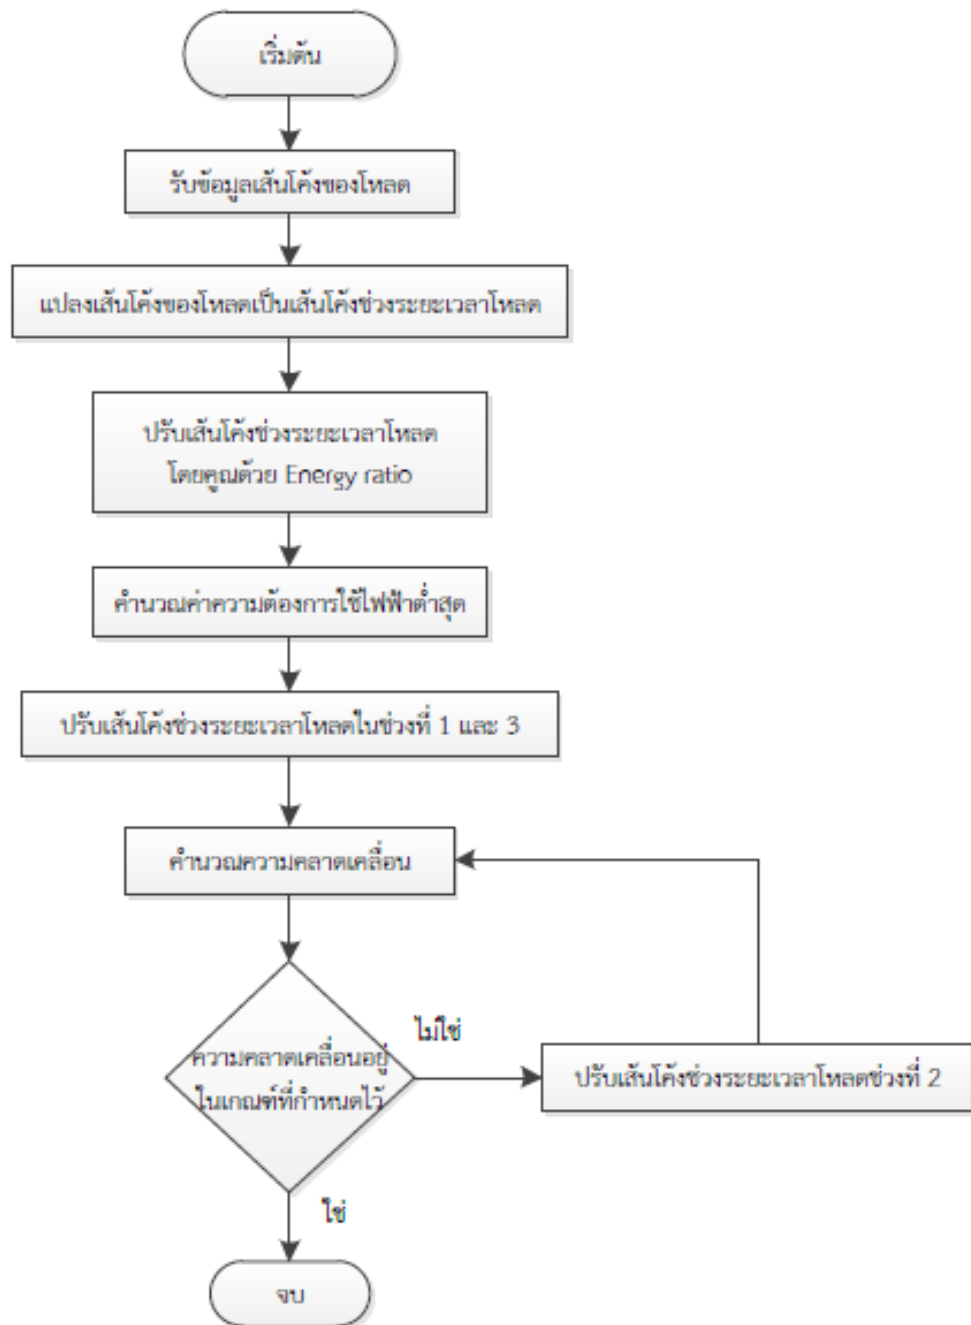 เริ่มต้น
รับข้อมูลเส้นโค้งของโหลด
แปลงเส้นโค้งของโหลดเป็นเส้นโค้งช่วงระยะเวลาโหลด
ปรับเส้นโค้งช่วงระยะเวลาโหลด
โดยคูณด้วย Energy ratio
คำนวณค่าความต้องการใช้ไฟฟ้าต่ำสุด
ปรับเส้นโค้งช่วงระยะเวลาโหลดในช่วงที่ 1 และ 3
คำนวณความคลาดเคลื่อน
ความคลาดเคลื่อนอยู่
ในเกณฑ์ที่กำหนดไว้
ไม่ใช่
ปรับเส้นโค้งช่วงระยะเวลาโหลดช่วงที่ 2
ใช่
จบ